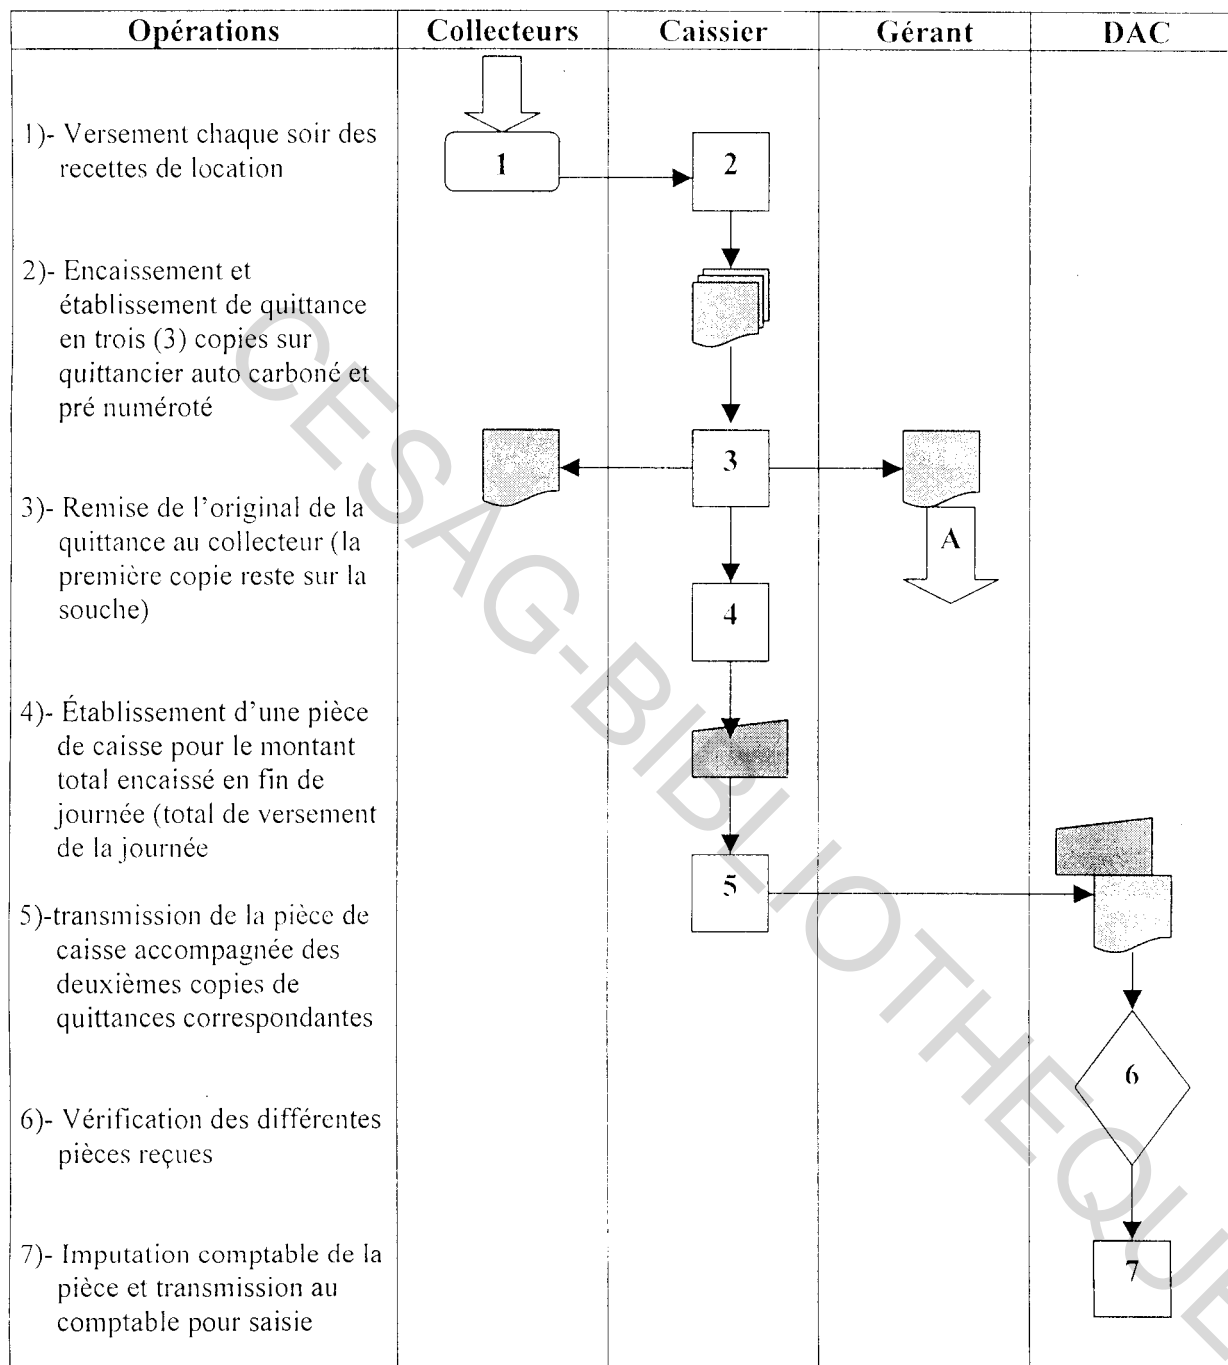 Opérations Collecteurs Caissier Gérant DAC
1)- Versement chaque soir des
recettes de location
1
2
2)- Encaissement et
établissement de quittance
en trois (3) copies sur
quittancier auto carboné et
pré numéroté
3
3)- Remise de l'original de la
quittance au collecteur (la
première copie reste sur la
souche)
A
4
4)- Établissement d'une pièce
de caisse pour le montant
total encaissé en fin de
journée (total de versement
de la journée
5
5)-transmission de la pièce de
caisse accompagnée des
deuxièmes copies de
quittances correspondantes
6
6)- Vérification des différentes
pièces reçues
7)- Imputation comptable de la
pièce et transmission au
comptable pour saisie
7
CESAG-BIBLIOTHEQUE